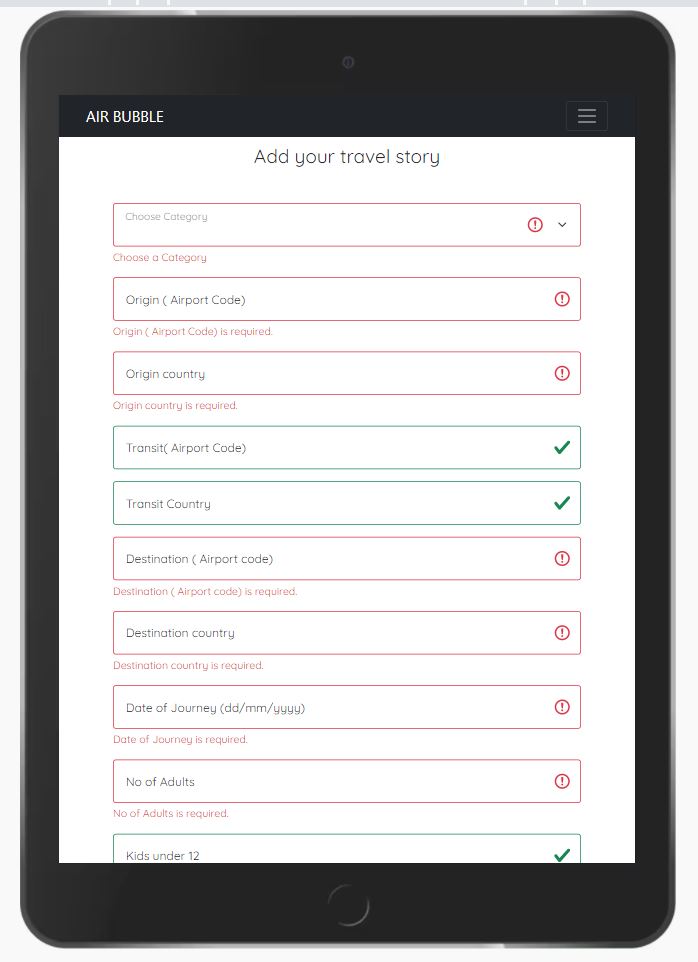 AIR BUBBLE
Add your travel story
Choose Category
Choose a Category
Origin ( Airport Code)
Origin ( Airport Code) is required.
Origin country
Origin country is required.
Transit( Airport Code)
Transit Country
Destination ( Airport code)
Destination ( Airport code) is required.
Destination country
Destination country is required.
Date of Journey (dd/mm/yyyy)
Date of Journey is required.
No of Adults
No of Adults is required.
Kids under 12